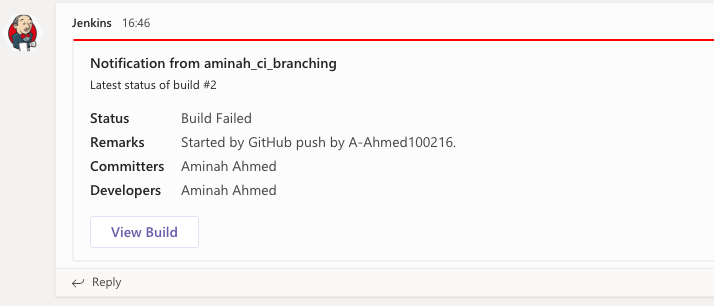 Jenkins 16:46
Notification from aminah_ci_branching
Latest status of build #2
Status Build Failed
Remarks Started by GitHub push by A-Ahmed100216.
Committers Aminah Ahmed
Developers Aminah Ahmed
View Build
Reply